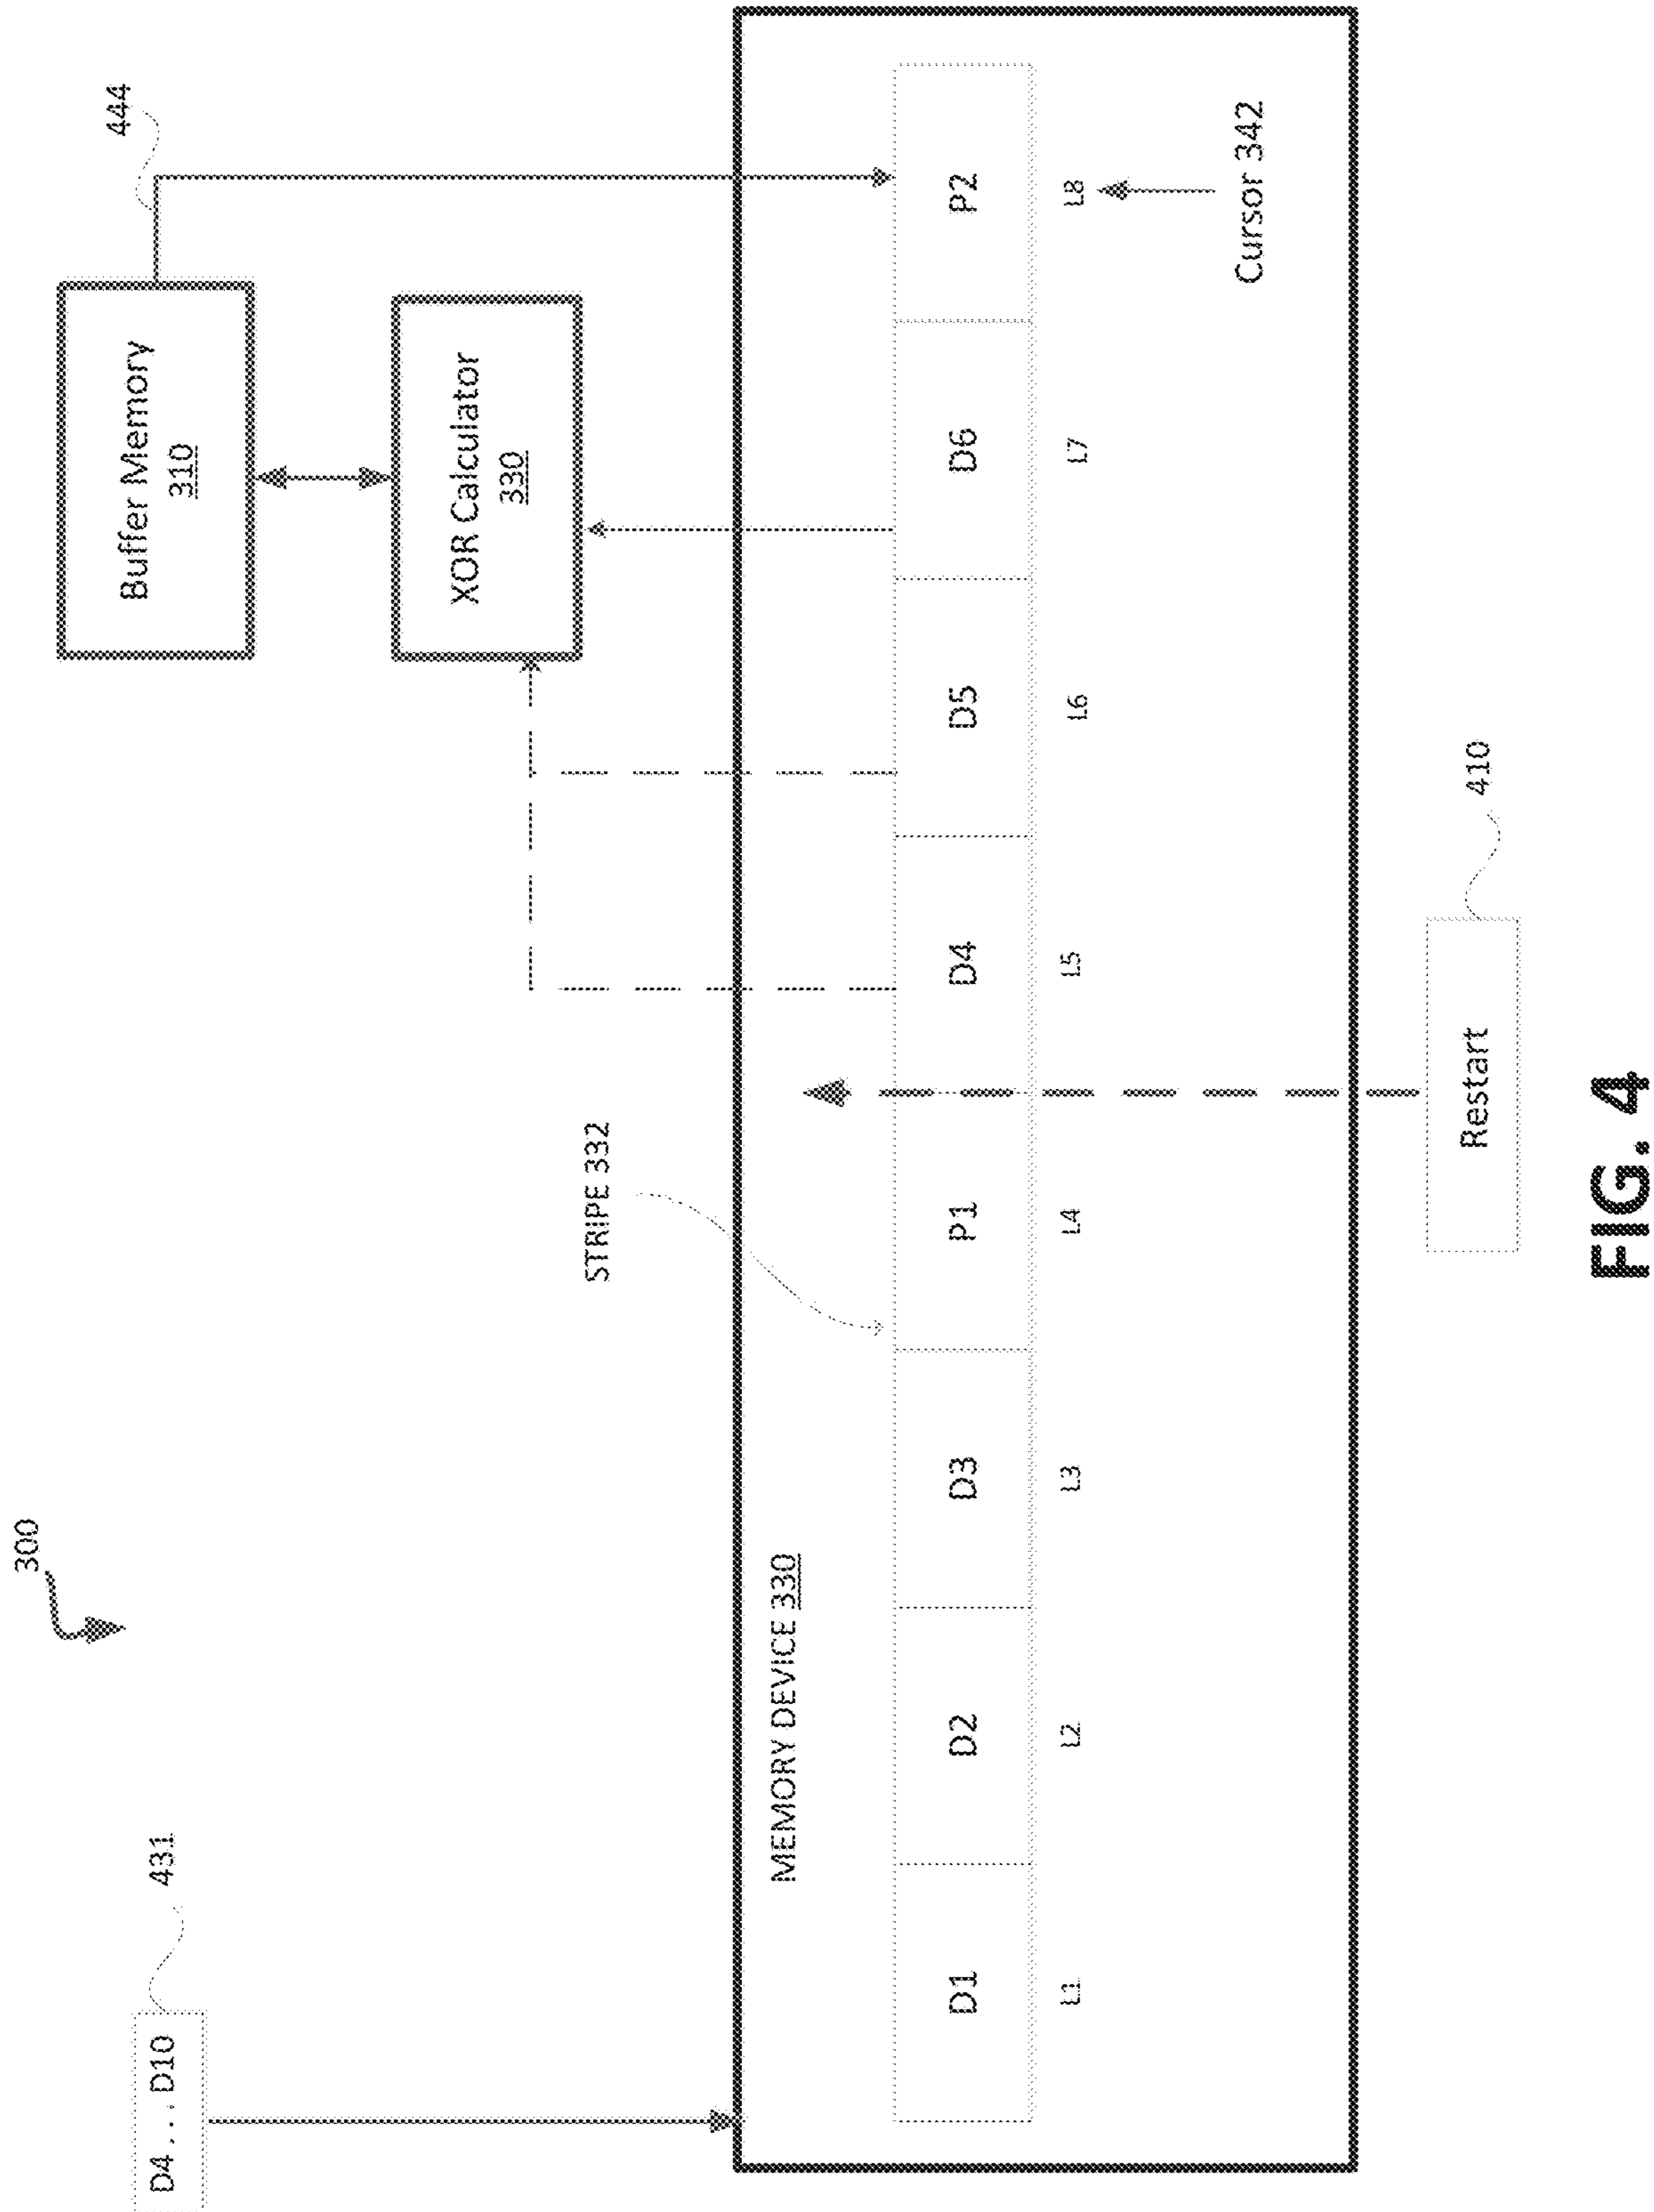 300
D4 . . . D10
431
444
Buffer Memory
310
XOR Calculator
330
STRIPE 332
MEMORY DEVICE 330
D1
D2
D3
P1
D4
D5
D6
P2
L1
L2
L3
L4
L5
L6
L7
L8
Cursor 342
Restart
410
FIG. 4